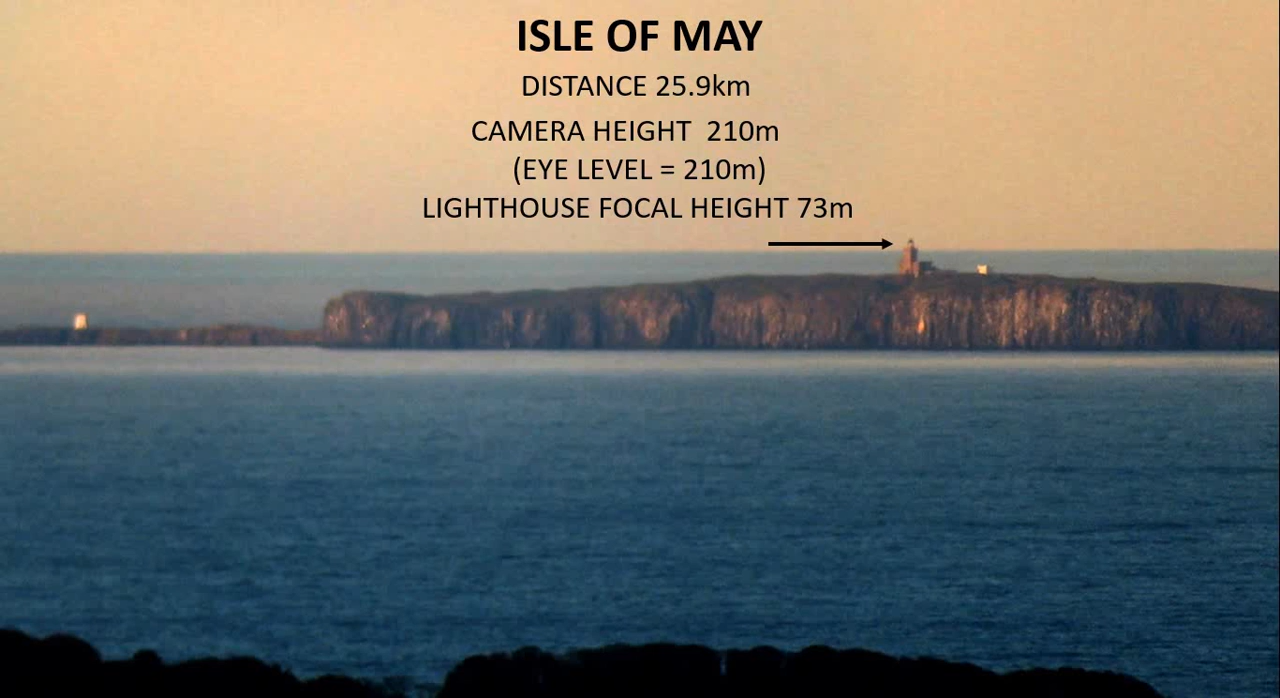 ISLE OF MAY
DISTANCE 25.9km
CAMERA HEIGHT 210m
(EYE LEVEL = 210m)
LIGHTHOUSE FOCAL HEIGHT 73m